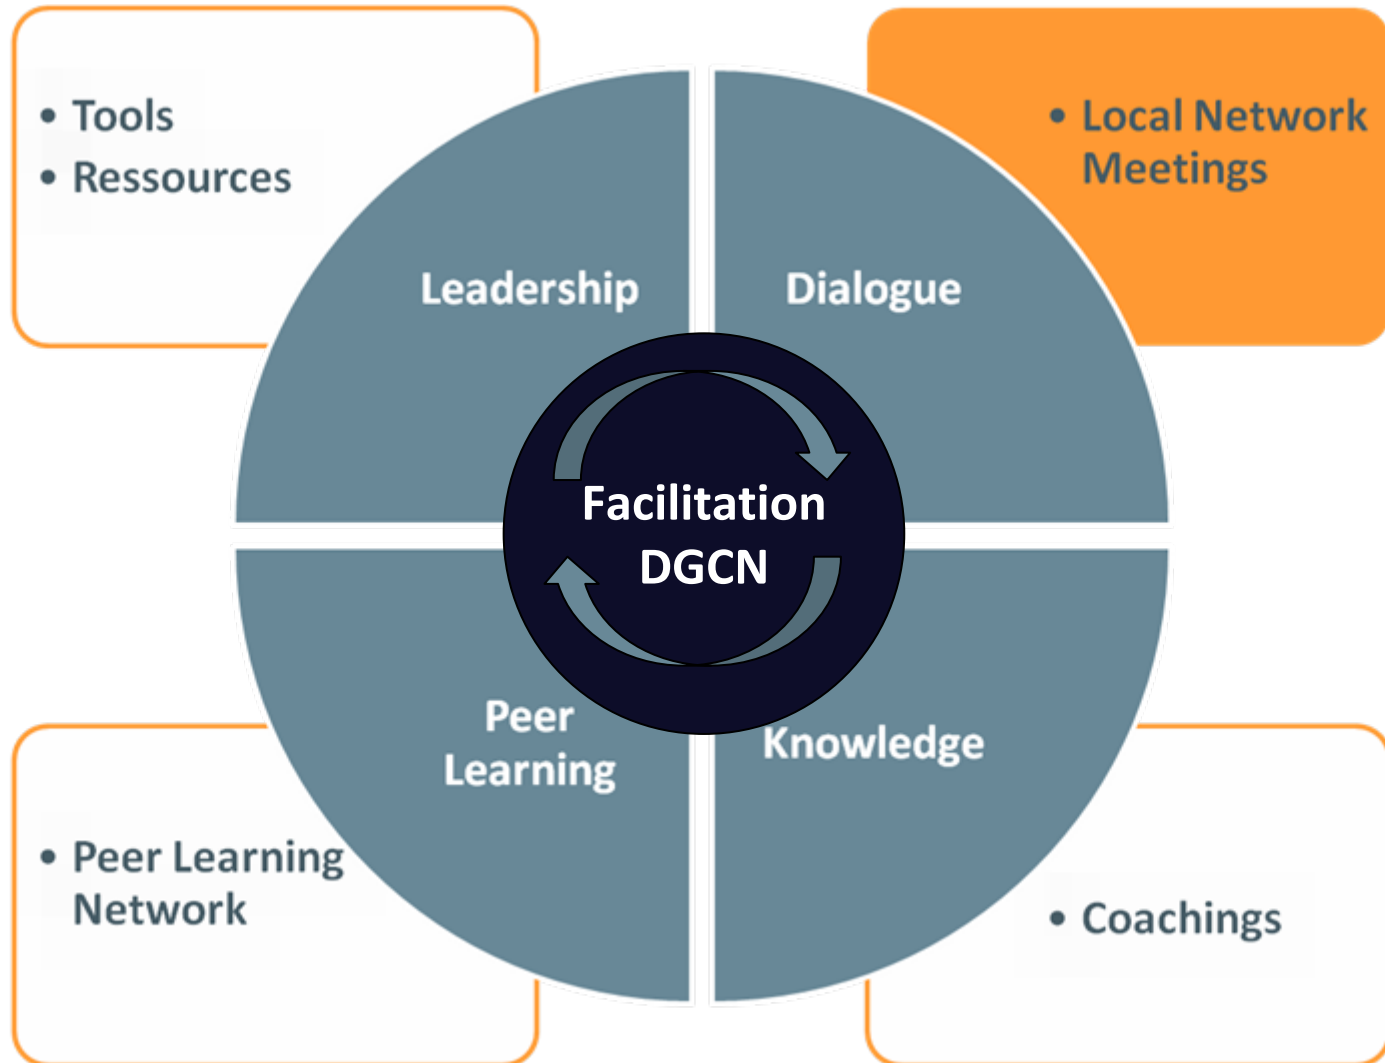 • Tools
• Ressources
• Local Network
Meetings
Leadership
Dialogue
Facilitation
DGCN
Peer
Learning
Knowledge
• Peer Learning
Network
• Coachings